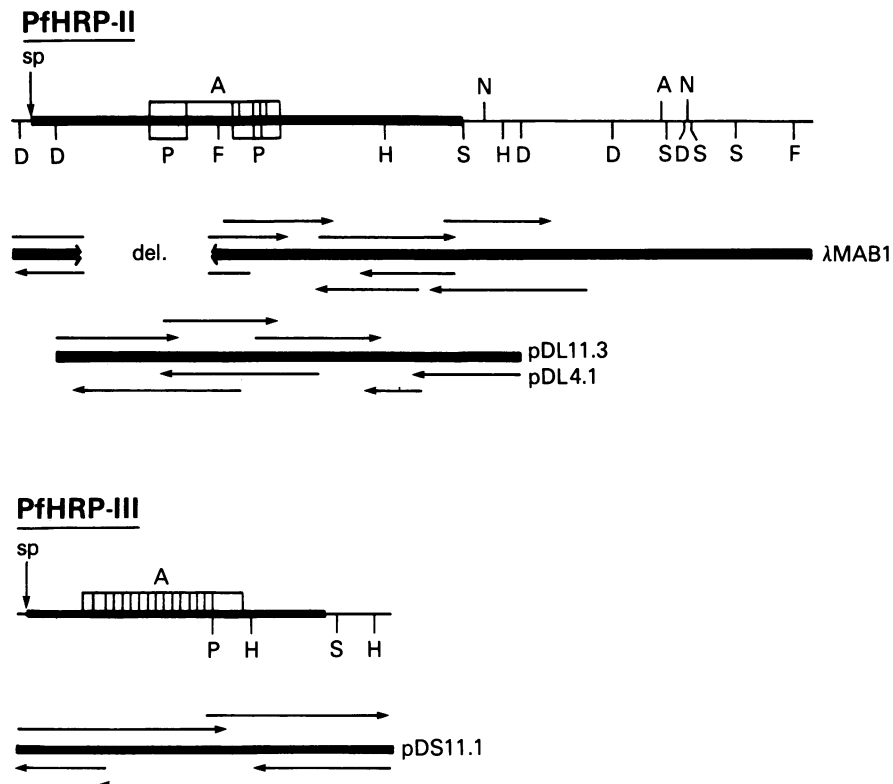 PfHRP-II
sp
A N A N
D D P F P H S H D D S D S S F
del. λMAB1
pDL11.3
pDL4.1
PfHRP-III
sp
A
P H S H
pDS11.1